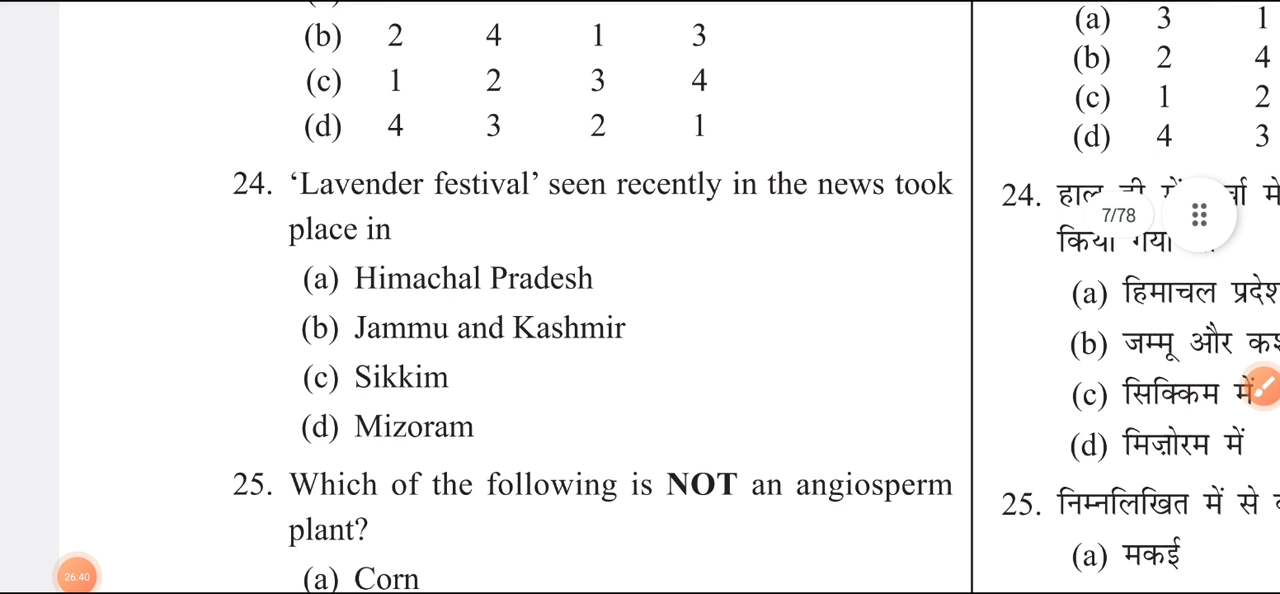 (b) 2 4 1 3
(c) 1 2 3 4
(d) 4 3 2 1
24. ‘Lavender festival’ seen recently in the news took
place in
(a) Himachal Pradesh
(b) Jammu and Kashmir
(c) Sikkim
(d) Mizoram
25. Which of the following is NOT an angiosperm
plant?
(a) Corn
26:40
(a) 3 1
(b) 2 4
(c) 1 2
(d) 4 3
24. हाल
7/78
किया गया
(a) हिमाचल प्रदेश
(b) जम्मू और
(c) सिक्किम में
(d) मिज़ोरम में
25. निम्नलिखित में से
(a) मकई